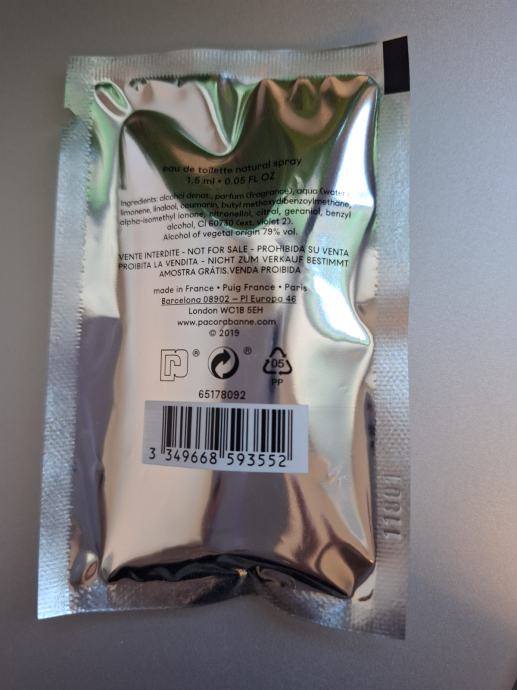 eau de toilette natural spray
1.5 ml • 0.05 FL OZ
Ingredients: alcohol denat., parfum (fragrance), aqua (water),
limonene, linalool, coumarin, butyl methoxydibenzoylmethane,
alpha-isomethyl ionone, citronellol, citral, geraniol, benzyl
alcohol, CI 60730 (ext. violet 2).
Alcohol of vegetal origin 79% vol.
VENTE INTERDITE - NOT FOR SALE - PROHIBIDA SU VENTA
PROIBITA LA VENDITA - NICHT ZUM VERKAUF BESTIMMT
AMOSTRA GRÁTIS. VENDA PROIBIDA
made in France • Puig France • Paris
Barcelona 08902 – Pl Europa 46
London WC1B 5EH
www.pacorabanne.com
© 2019
® ® 05
PP
65178092
3 349668 593552
11801